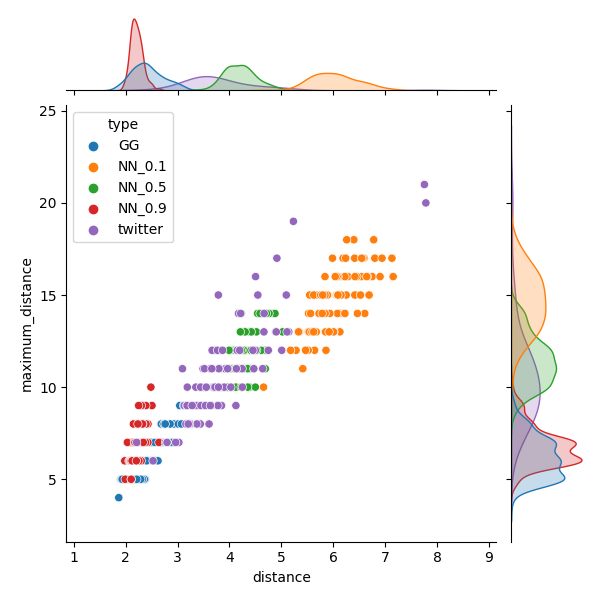 25
20
15
10
5
maximum_distance
type
GG
NN_0.1
NN_0.5
NN_0.9
twitter
1 2 3 4 5 6 7 8 9
distance